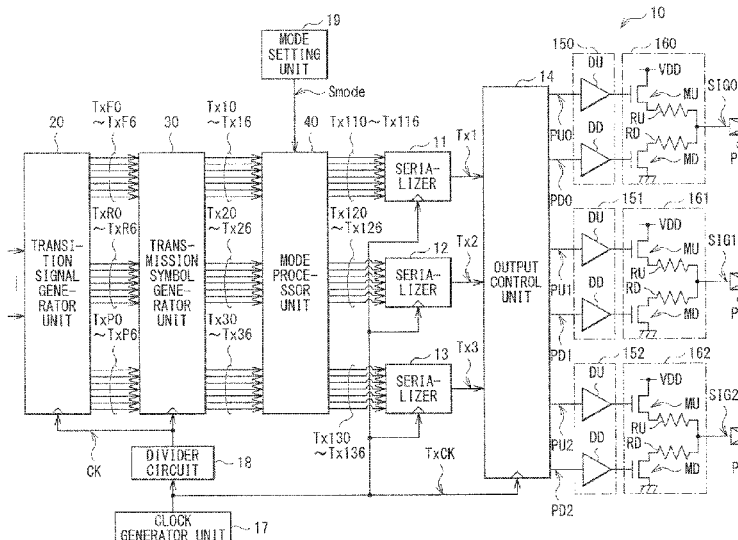 10
19
MODE
SETTING
UNIT
150
160
14
DU
VDD
TxF0
~TxF6
Tx10
~Tx16
Smode
Tx110~Tx116
11
Tx1
MU
SIG0
20
30
40
PU0
RU
RD
SERIA-
LIZER
DD
MD
PD0
TxR0
~TxR6
Tx20
~Tx26
Tx120
~Tx126
151
161
DU
VDD
12
Tx2
MU
SIG1
TRANSI-
TION
SIGNAL
GENERA-
TOR
UNIT
TRANS-
MISSION
SYMBOL
GENERA-
TOR UNIT
MODE
PROCE-
SSOR
UNIT
SERIA-
LIZER
OUTPUT
CONTROL
UNIT
PU1
RU
RD
DD
MD
PD1
TxP0
~TxP6
Tx30
~Tx36
13
Tx3
SERIA-
LIZER
152
162
DU
VDD
MU
SIG2
PU2
RU
RD
DD
MD
PD2
CK
DIVIDER
CIRCUIT
18
Tx130
~Tx136
TxCK
CLOCK
GENERATOR UNIT
17